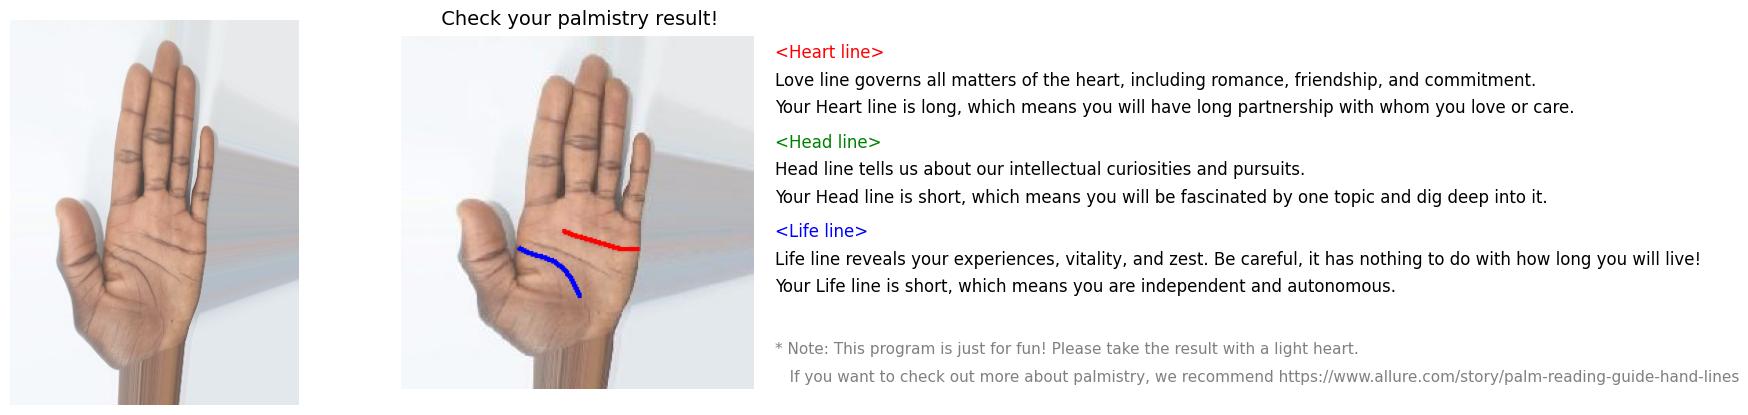 Check your palmistry result!
<Heart line>
Love line governs all matters of the heart, including romance, friendship, and commitment.
Your Heart line is long, which means you will have long partnership with whom you love or care.
<Head line>
Head line tells us about our intellectual curiosities and pursuits.
Your Head line is short, which means you will be fascinated by one topic and dig deep into it.
<Life line>
Life line reveals your experiences, vitality, and zest. Be careful, it has nothing to do with how long you will live!
Your Life line is short, which means you are independent and autonomous.
* Note: This program is just for fun! Please take the result with a light heart.
If you want to check out more about palmistry, we recommend https://www.allure.com/story/palm-reading-guide-hand-lines